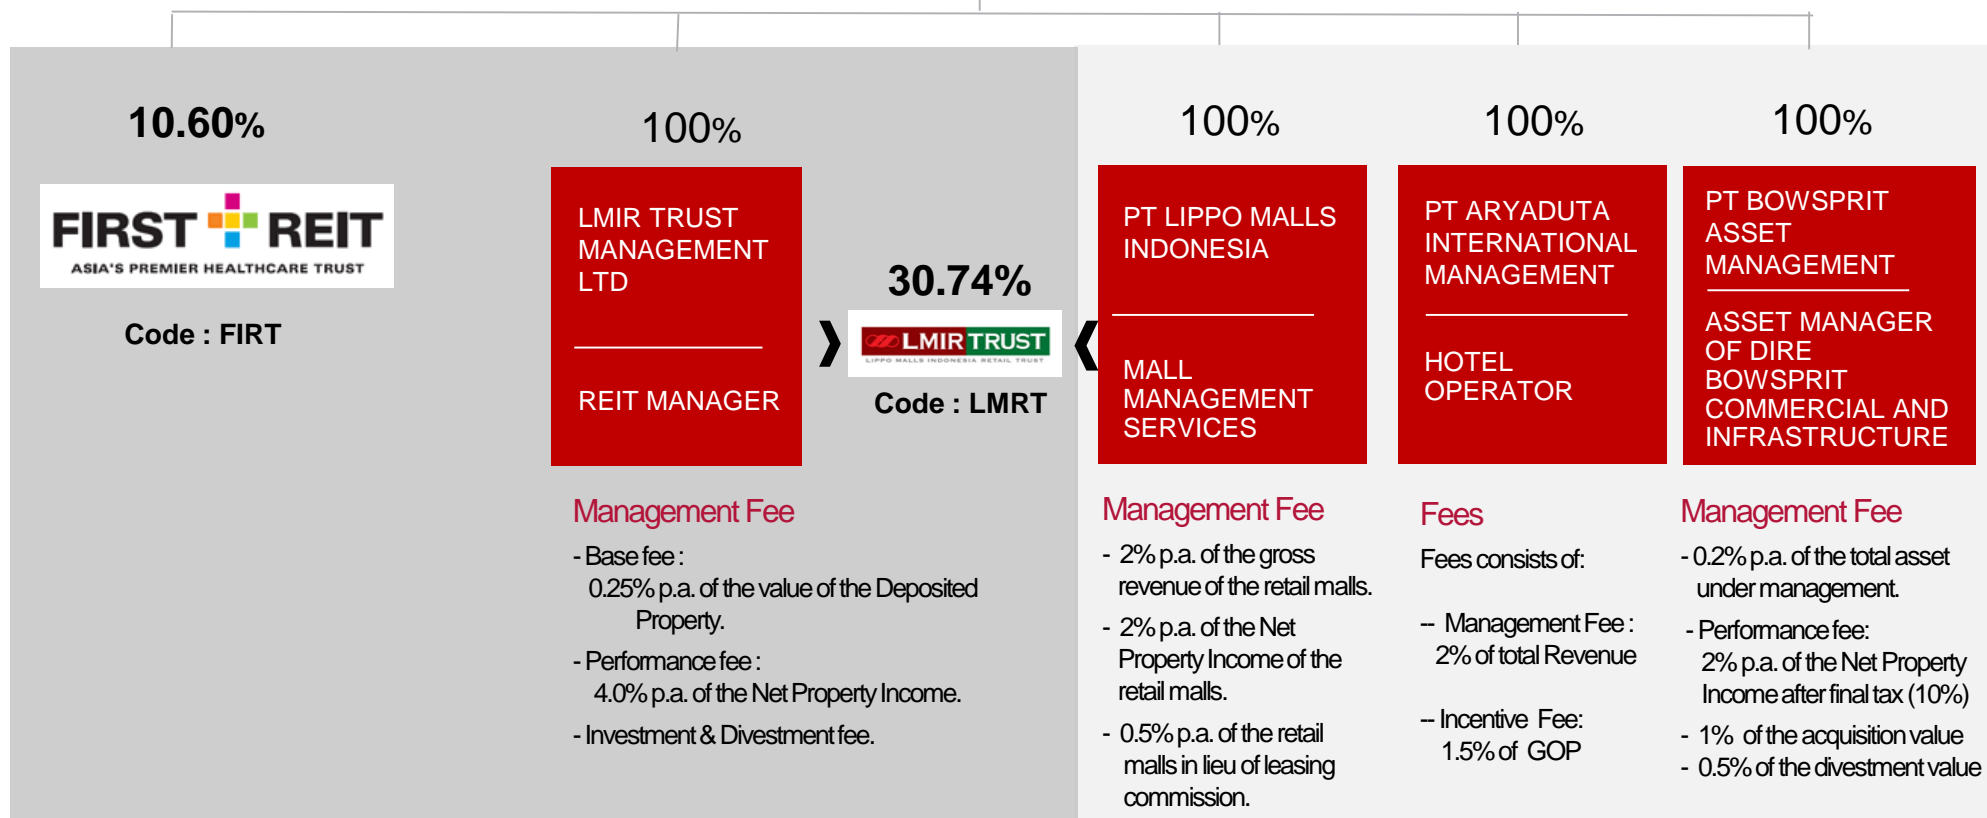 10.60%
FIRST REIT
ASIA'S PREMIER HEALTHCARE TRUST
Code : FIRT
100%
LMIR TRUST
MANAGEMENT
LTD
REIT MANAGER
Management Fee
- Base fee :
0.25% p.a. of the value of the Deposited
Property.
- Performance fee :
4.0% p.a. of the Net Property Income.
- Investment & Divestment fee.
30.74%
LMIR TRUST
LIPPO MALLS INDONESIA RETAIL TRUST
Code : LMRT
100%
PT LIPPO MALLS
INDONESIA
MALL
MANAGEMENT
SERVICES
Management Fee
- 2% p.a. of the gross
revenue of the retail malls.
- 2% p.a. of the Net
Property Income of the
retail malls.
- 0.5% p.a. of the retail
malls in lieu of leasing
commission.
100%
PT ARYADUTA
INTERNATIONAL
MANAGEMENT
HOTEL
OPERATOR
Fees
Fees consists of:
-- Management Fee :
2% of total Revenue
-- Incentive Fee:
1.5% of GOP
100%
PT BOWSPRIT
ASSET
MANAGEMENT
ASSET MANAGER
OF DIRE
BOWSPRIT
COMMERCIAL AND
INFRASTRUCTURE
Management Fee
- 0.2% p.a. of the total asset
under management.
- Performance fee:
2% p.a. of the Net Property
Income after final tax (10%)
- 1% of the acquisition value
- 0.5% of the divestment value